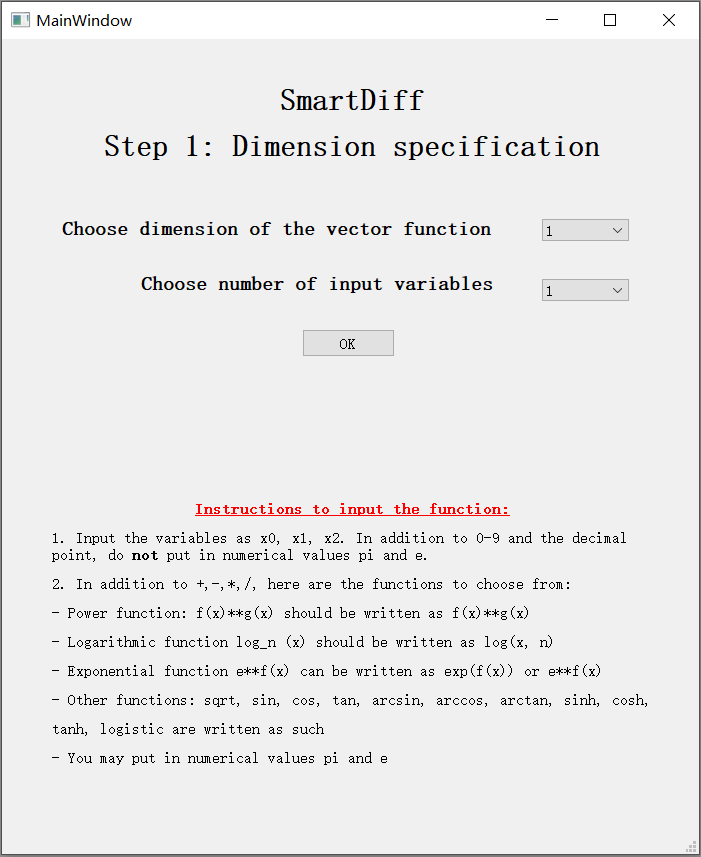 MainWindow
SmartDiff
Step 1: Dimension specification
Choose dimension of the vector function
1
Choose number of input variables
1
OK
Instructions to input the function:
1. Input the variables as x0, x1, x2. In addition to 0-9 and the decimal
point, do not put in numerical values pi and e.
2. In addition to +,-,*,/, here are the functions to choose from:
- Power function: f(x)**g(x) should be written as f(x)**g(x)
- Logarithmic function log_n (x) should be written as log(x, n)
- Exponential function e**f(x) can be written as exp(f(x)) or e**f(x)
- Other functions: sqrt, sin, cos, tan, arcsin, arccos, arctan, sinh, cosh,
tanh, logistic are written as such
- You may put in numerical values pi and e